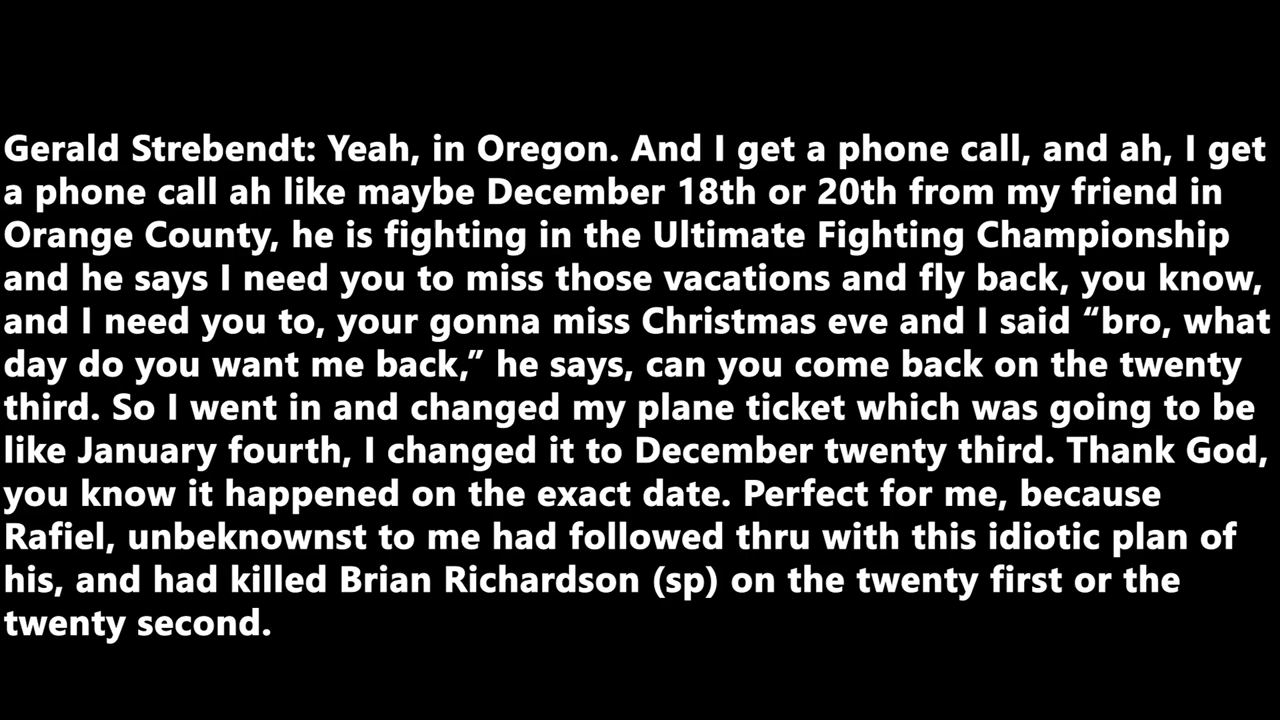 Gerald Strebendt: Yeah, in Oregon. And I get a phone call, and ah, I get
a phone call ah like maybe December 18th or 20th from my friend in
Orange County, he is fighting in the Ultimate Fighting Championship
and he says I need you to miss those vacations and fly back, you know,
and I need you to, your gonna miss Christmas eve and I said “bro, what
day do you want me back,” he says, can you come back on the twenty
third. So I went in and changed my plane ticket which was going to be
like January fourth, I changed it to December twenty third. Thank God,
you know it happened on the exact date. Perfect for me, because
Rafiel, unbeknownst to me had followed thru with this idiotic plan of
his, and had killed Brian Richardson (sp) on the twenty first or the
twenty second.